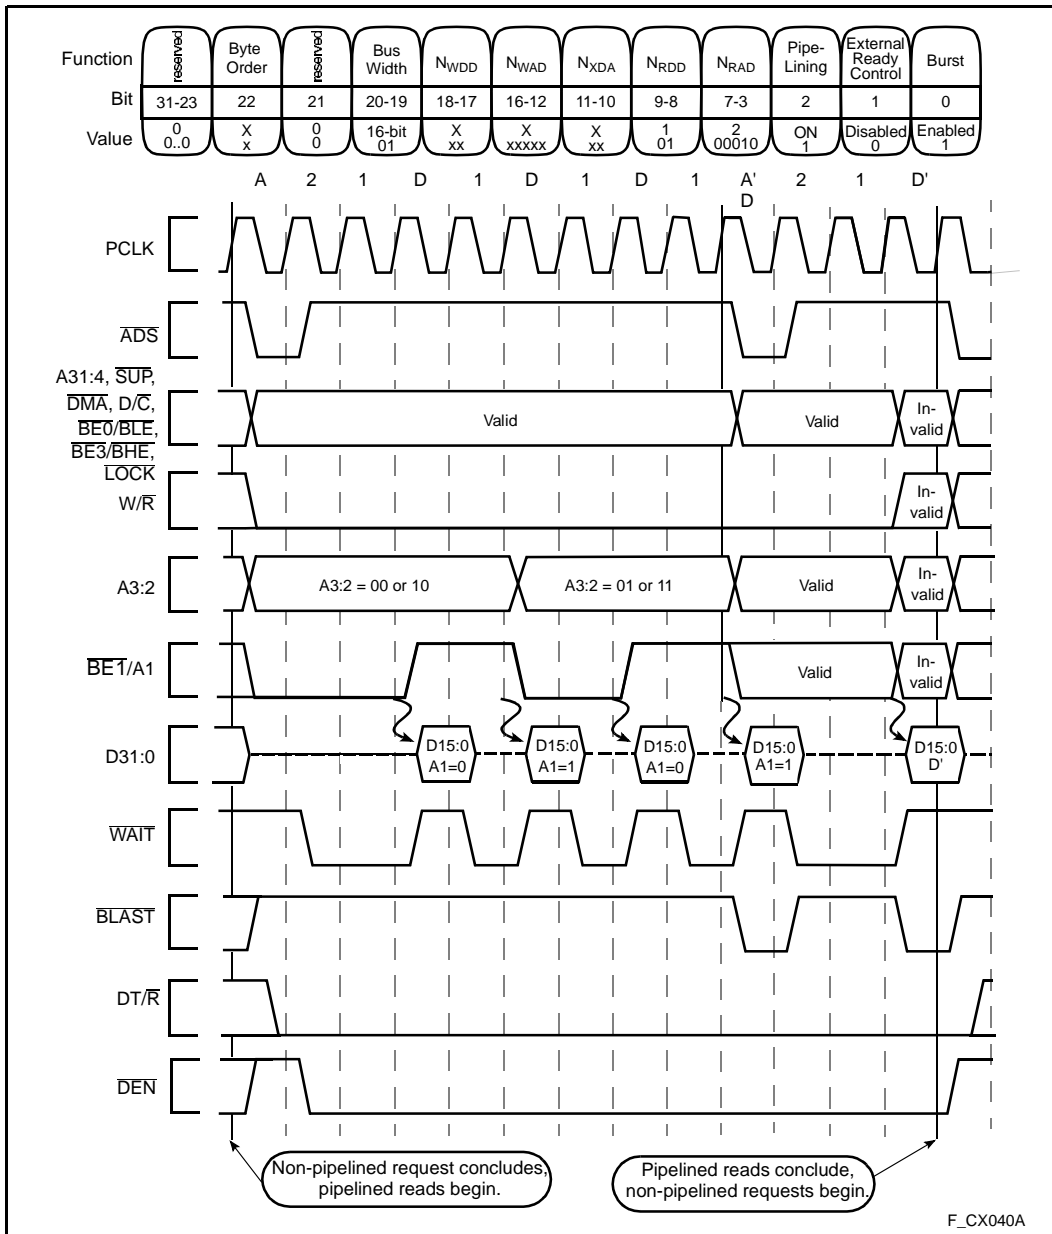 Function reserved Byte Order reserved Bus Width NWDD NWAD NXDA NRDD NRAD Pipe-Lining External Ready Control Burst
Bit 31-23 22 21 20-19 18-17 16-12 11-10 9-8 7-3 2 1 0
Value 0 0..0 X x 0 0 16-bit 01 X xx X xxxxx X xx 1 01 2 00010 ON 1 Disabled 0 Enabled 1
A 2 1 D 1 D 1 D 1 A' 2 1 D'
D
PCLK
ADS
A31:4, SUP,
DMA, D/C,
BE0/BLE,
BE3/BHE,
LOCK
Valid Valid In-
valid
W/R
In-
valid
A3:2
A3:2 = 00 or 10 A3:2 = 01 or 11 Valid In-
valid
BE1/A1
Valid In-
valid
D31:0
D15:0 D15:0 D15:0 D15:0 D15:0
A1=0 A1=1 A1=0 A1=1 D'
WAIT
BLAST
DT/R
DEN
Non-pipelined request concludes,
pipelined reads begin.
Pipelined reads conclude,
non-pipelined requests begin.
F_CX040A